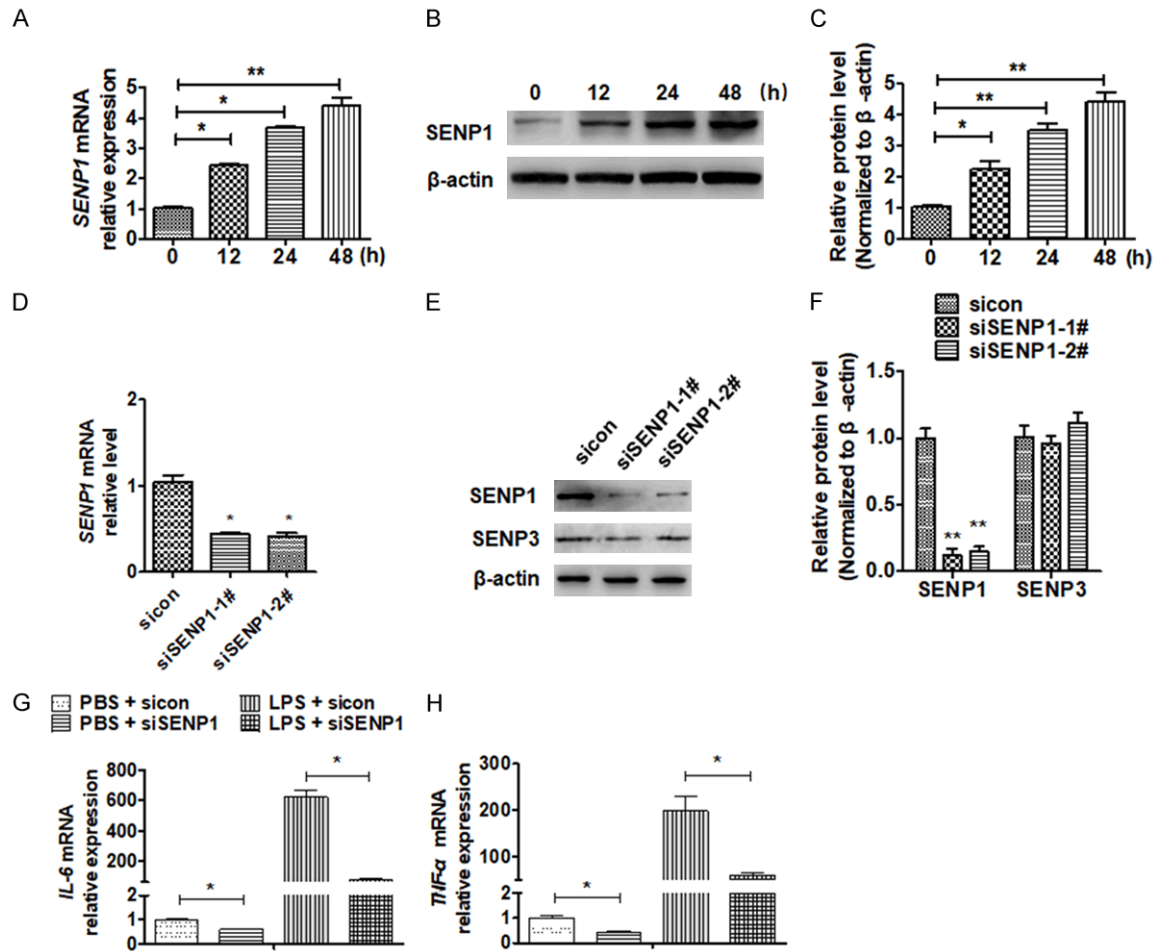 A
SENP1 mRNA
relative expression
5
4
3
2
1
0
**
*
*
0 12 24 48 (h)
B
0 12 24 48 (h)
SENP1
β-actin
C
Relative protein level
(Normalized to β -actin)
5
4
3
2
1
0
**
**
*
0 12 24 48 (h)
D
SENP1 mRNA
relative level
2
1
0
* *
sicon
siSENP1-1#
siSENP1-2#
E
sicon
siSENP1-1#
siSENP1-2#
SENP1
SENP3
β-actin
F
sicon
siSENP1-1#
siSENP1-2#
Relative protein level
(Normalized to β -actin)
1.5
1.0
0.5
0.0
** **
SENP1 SENP3
G
PBS + sicon LPS + sicon
PBS + siSENP1 LPS + siSENP1
IL-6 mRNA
relative expression
800
600
400
200
2
1
0
*
*
H
TNF-α mRNA
relative expression
300
200
100
2
1
0
*
*